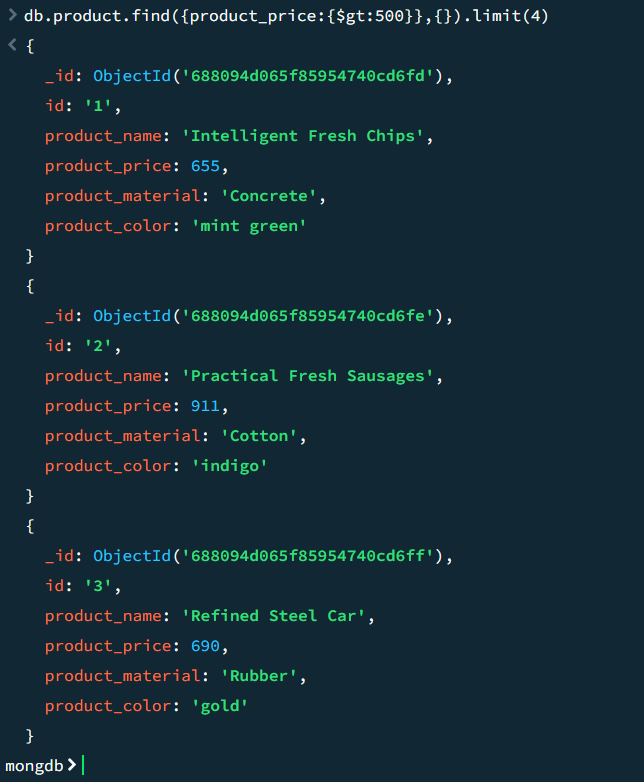 > db.product.find({product_price:{$gt:500}},{}).limit(4)
< {
_id: ObjectId('688094d065f85954740cd6fd'),
id: '1',
product_name: 'Intelligent Fresh Chips',
product_price: 655,
product_material: 'Concrete',
product_color: 'mint green'
}
{
_id: ObjectId('688094d065f85954740cd6fe'),
id: '2',
product_name: 'Practical Fresh Sausages',
product_price: 911,
product_material: 'Cotton',
product_color: 'indigo'
}
{
_id: ObjectId('688094d065f85954740cd6ff'),
id: '3',
product_name: 'Refined Steel Car',
product_price: 690,
product_material: 'Rubber',
product_color: 'gold'
}
mongdb>